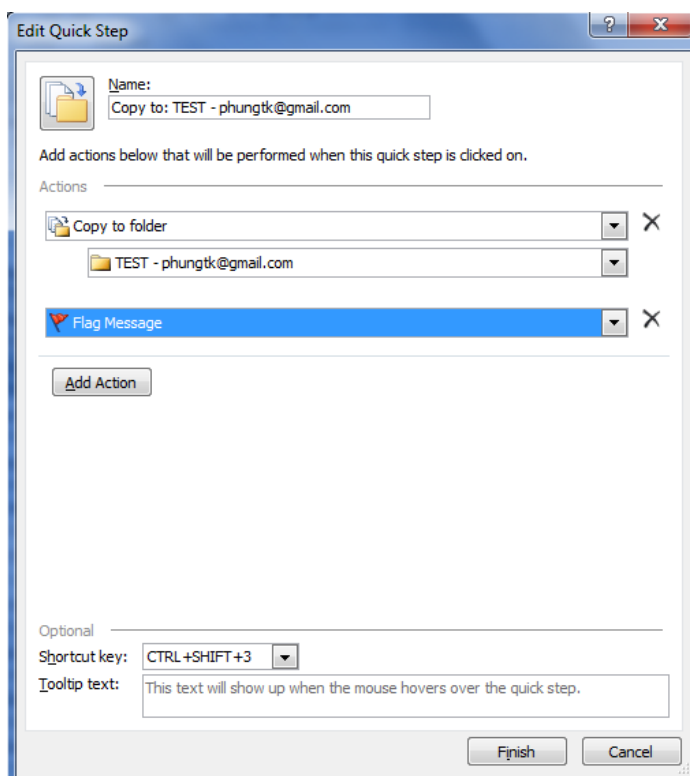 Edit Quick Step
Name:
Copy to: TEST - phungtk@gmail.com
Add actions below that will be performed when this quick step is clicked on.
Actions
Copy to folder
TEST - phungtk@gmail.com
Flag Message
Add Action
Optional
Shortcut key: CTRL+SHIFT+3
Tooltip text: This text will show up when the mouse hovers over the quick step.
Finish Cancel